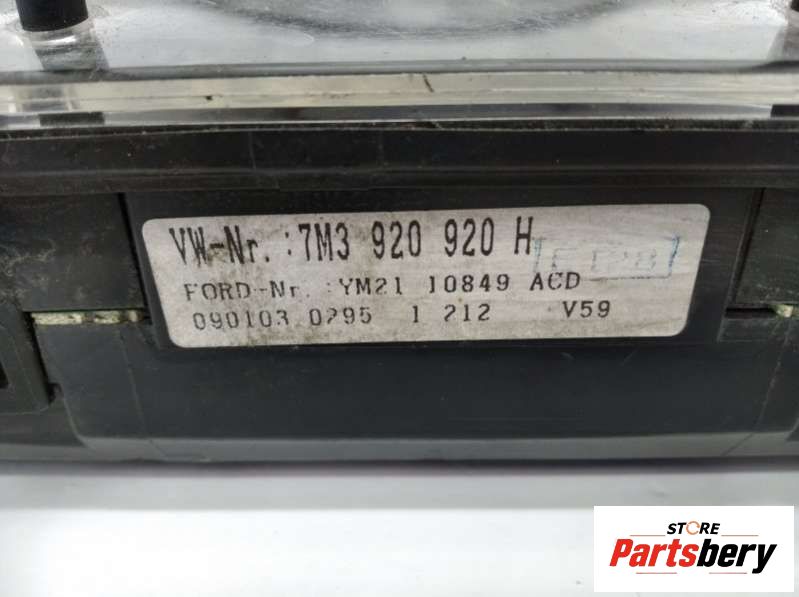 VW-Nr. :7M3 920 920 H
FORD-Nr. :YM21 10849 ACD
090103 0295 1 212 V59
STORE
Partsbery